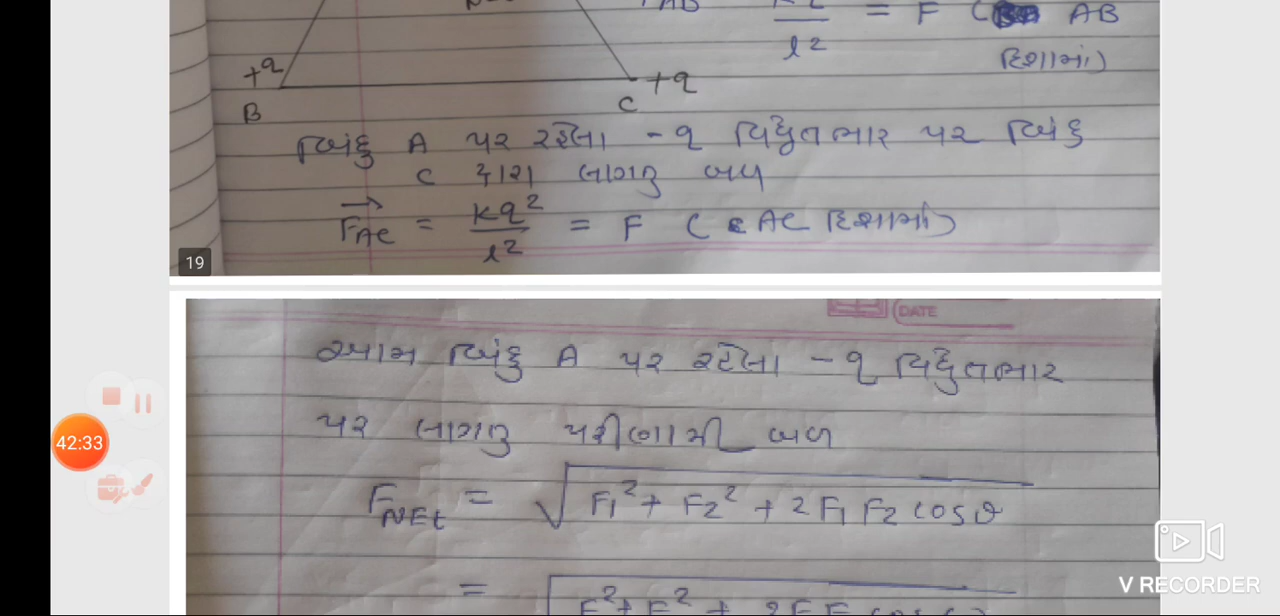 AB = F ( AB
l²
દિશામાં)
+q +q
B C
બિંદુ A પર રહેલા -q વિદ્યુતભાર પર બિંદુ
C દ્વારા લાગતુ બળ
F⃗AC = kq²/l² = F ( AC દિશામાં)
19
DATE
આમ બિંદુ A પર રહેલા -q વિદ્યુતભાર
પર લાગતુ પરીણામી બળ
42:33
FNEt = √F₁² + F₂² + 2F₁F₂ cosθ
V RECORDER
=